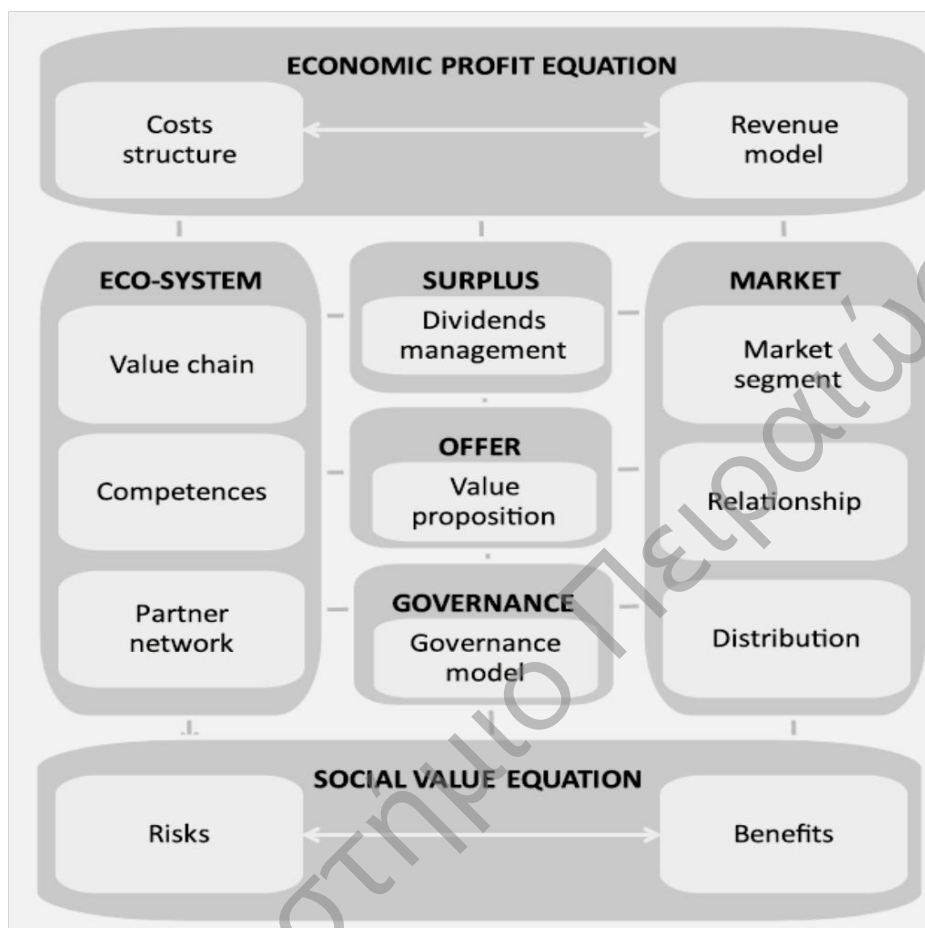 ECONOMIC PROFIT EQUATION
Costs
structure
Revenue
model
ECO-SYSTEM
Value chain
Competences
Partner
network
SURPLUS
Dividends
management
OFFER
Value
proposition
GOVERNANCE
Governance
model
MARKET
Market
segment
Relationship
Distribution
SOCIAL VALUE EQUATION
Risks
Benefits
Πειραιώς